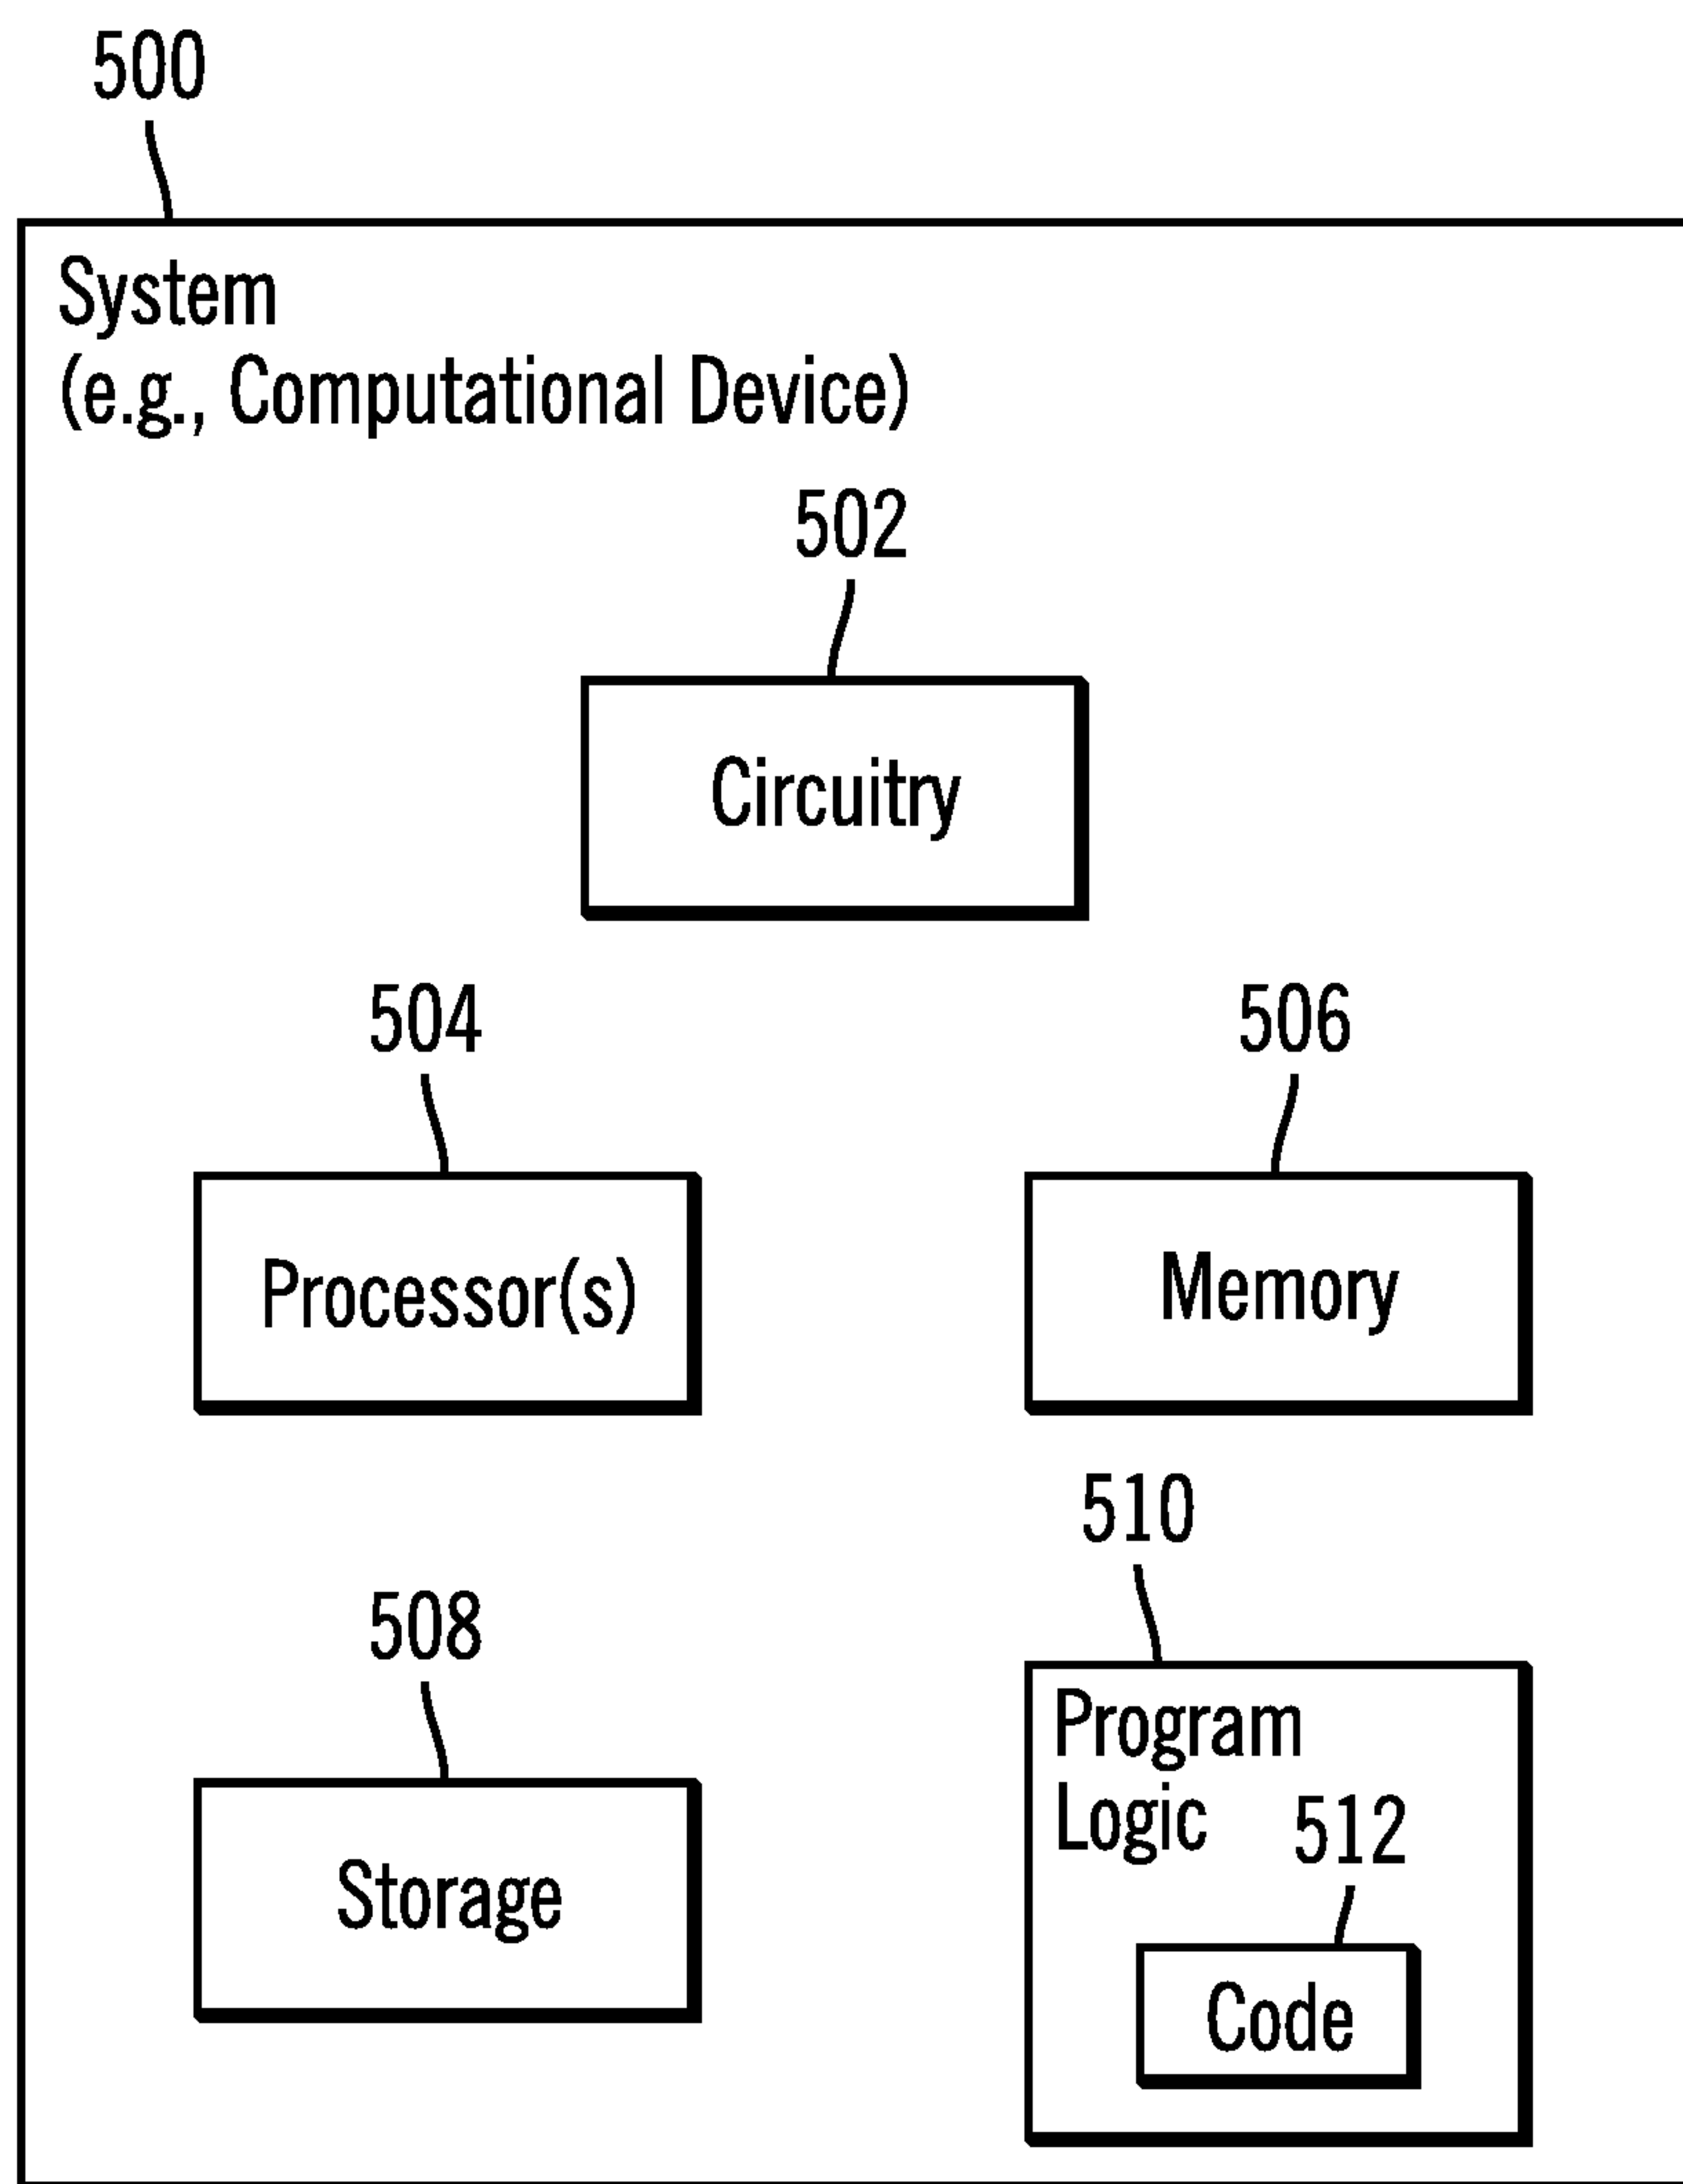 500
System
(e.g., Computational Device)
502
Circuitry
504
506
Processor(s)
Memory
508
510
Storage
Program
Logic
512
Code